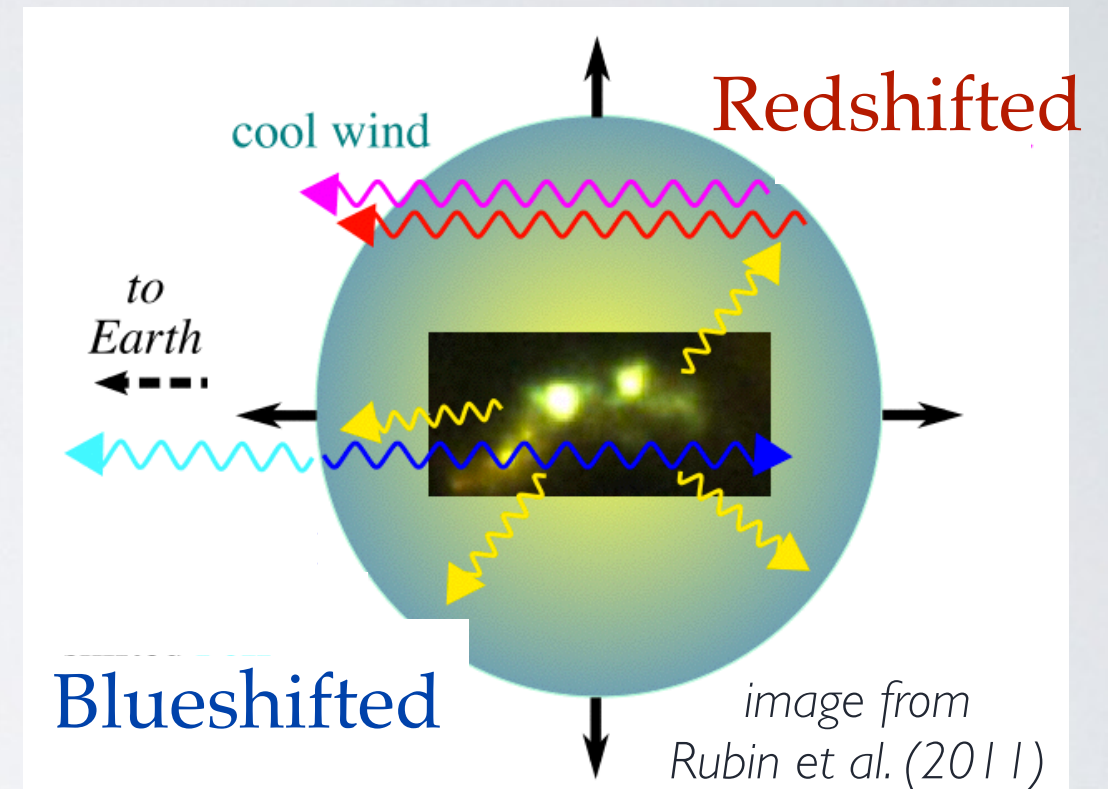 Redshifted
cool wind
to
Earth
Blueshifted
image from
Rubin et al. (2011)